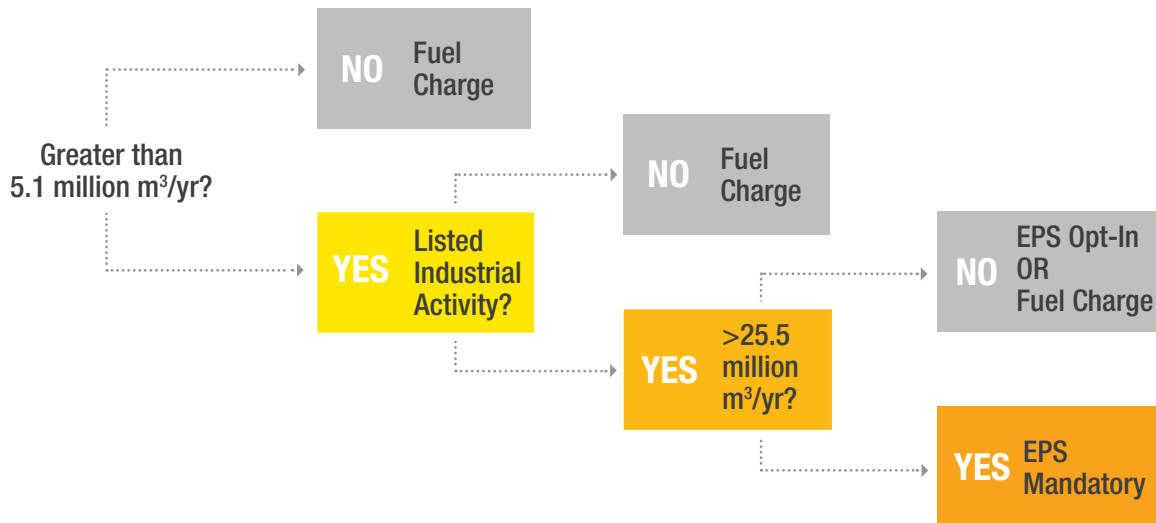 Greater than
5.1 million m³/yr?
NO
Fuel
Charge
YES
Listed
Industrial
Activity?
NO
Fuel
Charge
YES
>25.5
million
m³/yr?
NO
EPS Opt-In
OR
Fuel Charge
YES
EPS
Mandatory